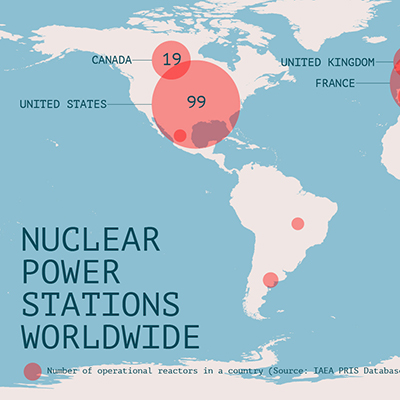 CANADA
19
UNITED KINGDOM
FRANCE
UNITED STATES
99
NUCLEAR
POWER
STATIONS
WORLDWIDE
Number of operational reactors in a country (Source: IAEA PRIS Databas